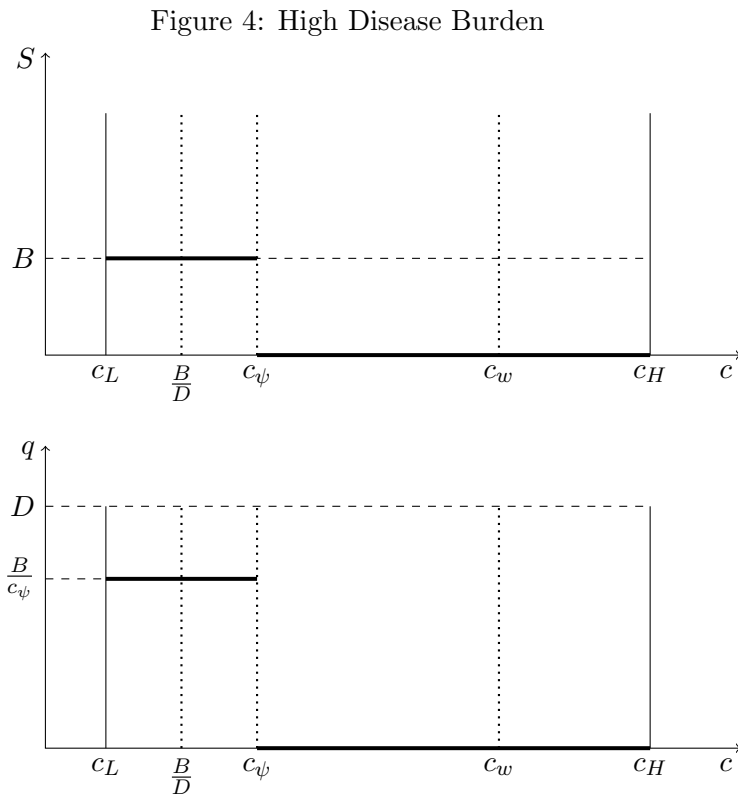 Figure 4: High Disease Burden
S
B
c_L B/D c_ψ c_w c_H c
q
D
B/c_ψ
c_L B/D c_ψ c_w c_H c